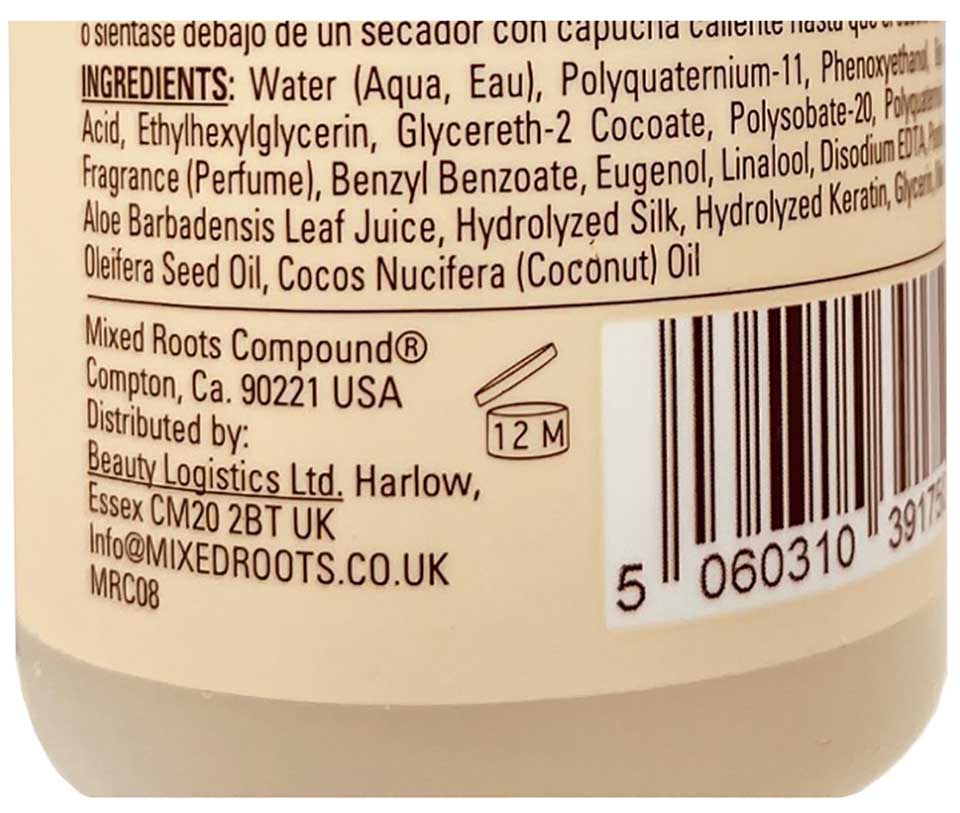 o siéntase debajo de un secador con capucha caliente hasta que
INGREDIENTS: Water (Aqua, Eau), Polyquaternium-11, Phenoxyethanol,
Acid, Ethylhexylglycerin, Glycereth-2 Cocoate, Polysobate-20,
Fragrance (Perfume), Benzyl Benzoate, Eugenol, Linalool, Disodium EDTA,
Aloe Barbadensis Leaf Juice, Hydrolyzed Silk, Hydrolyzed Keratin, Glycerin,
Oleifera Seed Oil, Cocos Nucifera (Coconut) Oil
Mixed Roots Compound®
Compton, Ca. 90221 USA
Distributed by:
Beauty Logistics Ltd. Harlow,
Essex CM20 2BT UK
Info@MIXEDROOTS.CO.UK
MRC08
12 M
5 060310 39175